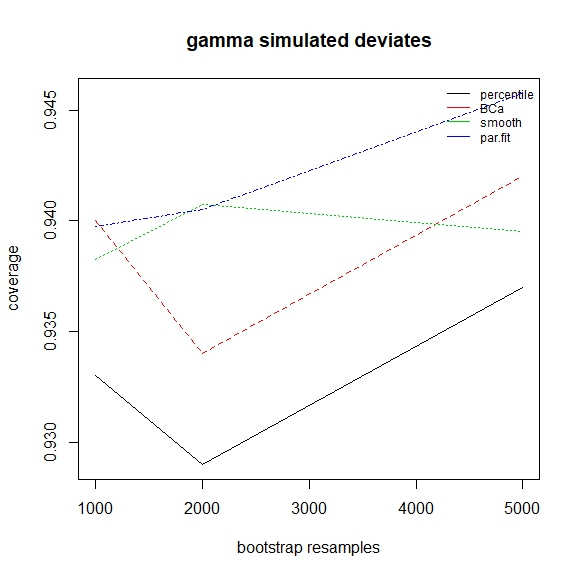 gamma simulated deviates
percentile
BCa
smooth
par.fit
0.945
0.940
0.935
0.930
coverage
1000 2000 3000 4000 5000
bootstrap resamples